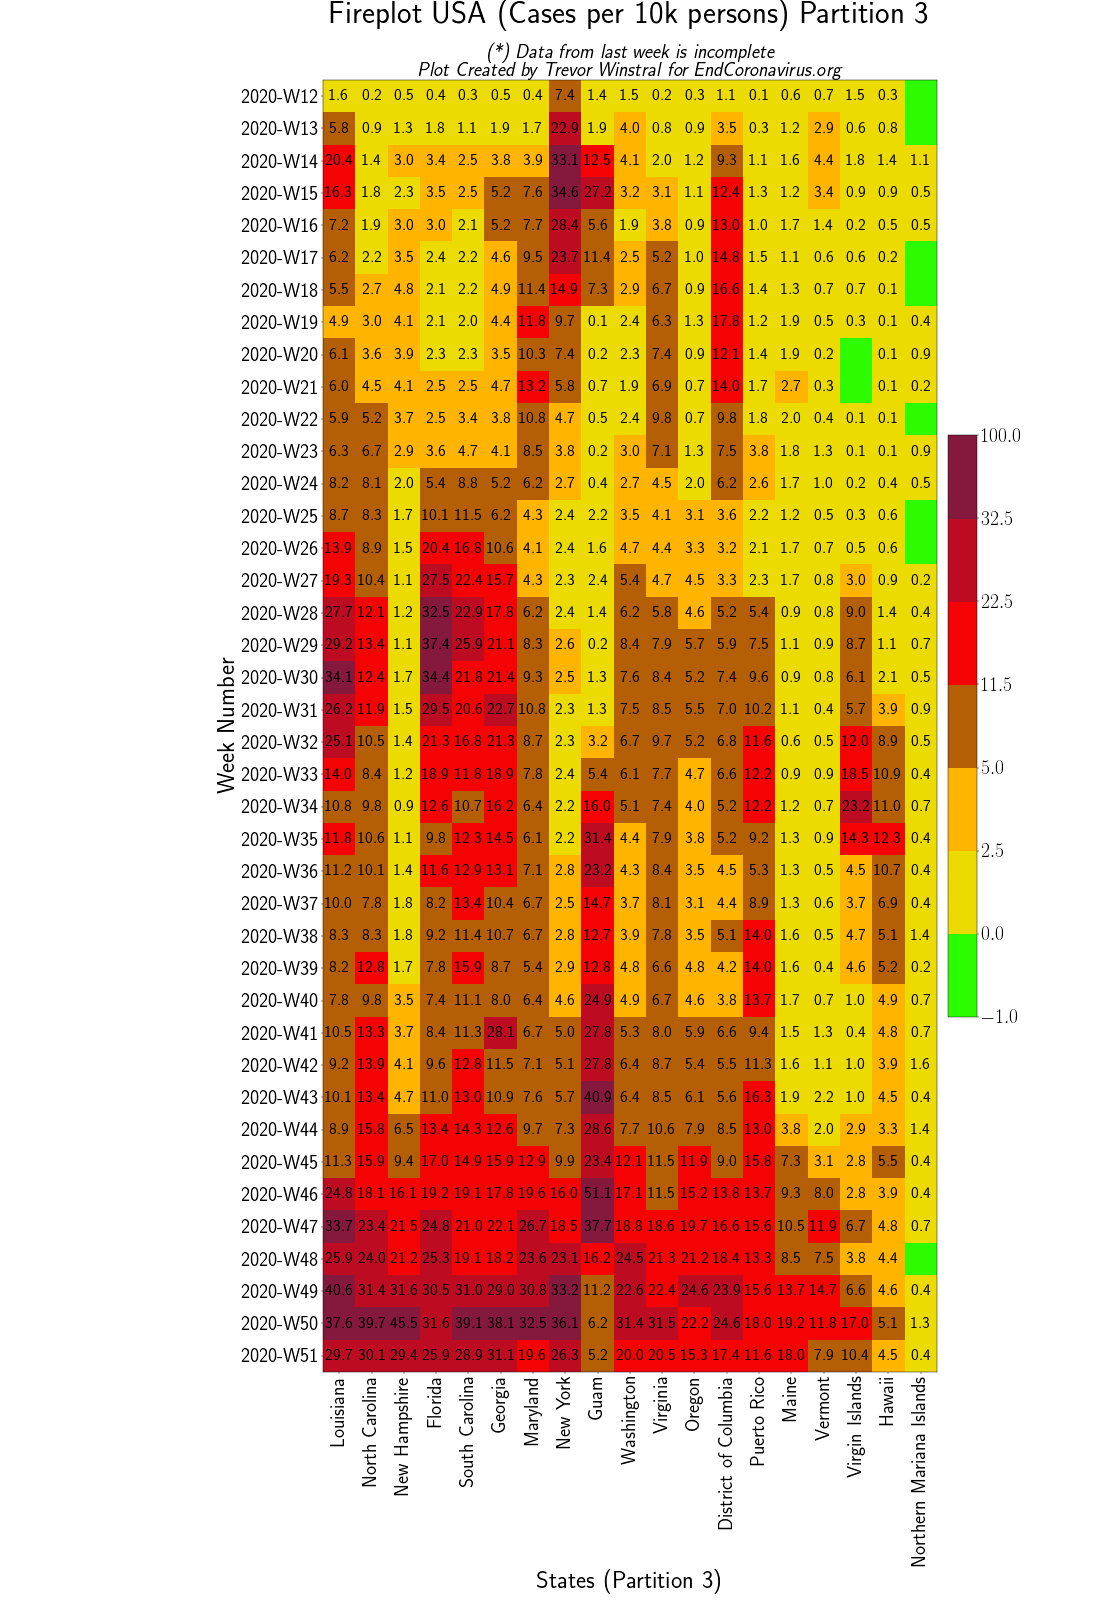 Fireplot USA (Cases per 10k persons) Partition 3
(*) Data from last week is incomplete
Plot Created by Trevor Winstral for EndCoronavirus.org
2020-W12 1.6 0.2 0.5 0.4 0.3 0.5 0.4 7.4 1.4 1.5 0.2 0.3 1.1 0.1 0.6 0.7 1.5 0.3
2020-W13 5.8 0.9 1.3 1.8 1.1 1.9 1.7 22.9 1.9 4.0 0.8 0.9 3.5 0.3 1.2 2.9 0.6 0.8
2020-W14 20.4 1.4 3.0 3.4 2.5 3.8 3.9 33.1 12.5 4.1 2.0 1.2 9.3 1.1 1.6 4.4 1.8 1.4 1.1
2020-W15 16.3 1.8 2.3 3.5 2.5 5.2 7.6 34.6 27.2 3.2 3.1 1.1 12.4 1.3 1.2 3.4 0.9 0.9 0.5
2020-W16 7.2 1.9 3.0 3.0 2.1 5.2 7.7 28.4 5.6 1.9 3.8 0.9 13.0 1.0 1.7 1.4 0.2 0.5 0.5
2020-W17 6.2 2.2 3.5 2.4 2.2 4.6 9.5 23.7 11.4 2.5 5.2 1.0 14.8 1.5 1.1 0.6 0.6 0.2
2020-W18 5.5 2.7 4.8 2.1 2.2 4.9 11.4 14.9 7.3 2.9 6.7 0.9 16.6 1.4 1.3 0.7 0.7 0.1
2020-W19 4.9 3.0 4.1 2.1 2.0 4.4 11.8 9.7 0.1 2.4 6.3 1.3 17.8 1.2 1.9 0.5 0.3 0.1 0.4
2020-W20 6.1 3.6 3.9 2.3 2.3 3.5 10.3 7.4 0.2 2.3 7.4 0.9 12.1 1.4 1.9 0.2 0.1 0.9
2020-W21 6.0 4.5 4.1 2.5 2.5 4.7 13.2 5.8 0.7 1.9 6.9 0.7 14.0 1.7 2.7 0.3 0.1 0.2
2020-W22 5.9 5.2 3.7 2.5 3.4 3.8 10.8 4.7 0.5 2.4 9.8 0.7 9.8 1.8 2.0 0.4 0.1 0.1
2020-W23 6.3 6.7 2.9 3.6 4.7 4.1 8.5 3.8 0.2 3.0 7.1 1.3 7.5 3.8 1.8 1.3 0.1 0.1 0.9
2020-W24 8.2 8.1 2.0 5.4 8.8 5.2 6.2 2.7 0.4 2.7 4.5 2.0 6.2 2.6 1.7 1.0 0.2 0.4 0.5
2020-W25 8.7 8.3 1.7 10.1 11.5 6.2 4.3 2.4 2.2 3.5 4.1 3.1 3.6 2.2 1.2 0.5 0.3 0.6
2020-W26 13.9 8.9 1.5 20.4 16.8 10.6 4.1 2.4 1.6 4.7 4.4 3.3 3.2 2.1 1.7 0.7 0.5 0.6
2020-W27 19.3 10.4 1.1 27.5 22.4 15.7 4.3 2.3 2.4 5.4 4.7 4.5 3.3 2.3 1.7 0.8 3.0 0.9 0.2
2020-W28 27.7 12.1 1.2 32.5 22.9 17.8 6.2 2.4 1.4 6.2 5.8 4.6 5.2 5.4 0.9 0.8 9.0 1.4 0.4
2020-W29 29.2 13.4 1.1 37.4 25.9 21.1 8.3 2.6 0.2 8.4 7.9 5.7 5.9 7.5 1.1 0.9 8.7 1.1 0.7
2020-W30 34.1 12.4 1.7 34.4 21.8 21.4 9.3 2.5 1.3 7.6 8.4 5.2 7.4 9.6 0.9 0.8 6.1 2.1 0.5
2020-W31 26.2 11.9 1.5 29.5 20.6 22.7 10.8 2.3 1.3 7.5 8.5 5.5 7.0 10.2 1.1 0.4 5.7 3.9 0.9
2020-W32 25.1 10.5 1.4 21.3 16.8 21.3 8.7 2.3 3.2 6.7 9.7 5.2 6.8 11.6 0.6 0.5 12.0 8.9 0.5
2020-W33 14.0 8.4 1.2 18.9 11.8 18.9 7.8 2.4 5.4 6.1 7.7 4.7 6.6 12.2 0.9 0.9 18.5 10.9 0.4
2020-W34 10.8 9.8 0.9 12.6 10.7 16.2 6.4 2.2 16.0 5.1 7.4 4.0 5.2 12.2 1.2 0.7 23.2 11.0 0.7
2020-W35 11.8 10.6 1.1 9.8 12.3 14.5 6.1 2.2 31.4 4.4 7.9 3.8 5.2 9.2 1.3 0.9 14.3 12.3 0.4
2020-W36 11.2 10.1 1.4 11.6 12.9 13.1 7.1 2.8 23.2 4.3 8.4 3.5 4.5 5.3 1.3 0.5 4.5 10.7 0.4
2020-W37 10.0 7.8 1.8 8.2 13.4 10.4 6.7 2.5 14.7 3.7 8.1 3.1 4.4 8.9 1.3 0.6 3.7 6.9 0.4
2020-W38 8.3 8.3 1.8 9.2 11.4 10.7 6.7 2.8 12.7 3.9 7.8 3.5 5.1 14.0 1.6 0.5 4.7 5.1 1.4
2020-W39 8.2 12.8 1.7 7.8 15.9 8.7 5.4 2.9 12.8 4.8 6.6 4.8 4.2 14.0 1.6 0.4 4.6 5.2 0.2
2020-W40 7.8 9.8 3.5 7.4 11.1 8.0 6.4 4.6 24.9 4.9 6.7 4.6 3.8 13.7 1.7 0.7 1.0 4.9 0.7
2020-W41 10.5 13.3 3.7 8.4 11.3 28.1 6.7 5.0 27.8 5.3 8.0 5.9 6.6 9.4 1.5 1.3 0.4 4.8 0.7
2020-W42 9.2 13.9 4.1 9.6 12.8 11.5 7.1 5.1 27.8 6.4 8.7 5.4 5.5 11.3 1.6 1.1 1.0 3.9 1.6
2020-W43 10.1 13.4 4.7 11.0 13.0 10.9 7.6 5.7 40.9 6.4 8.5 6.1 5.6 16.3 1.9 2.2 1.0 4.5 0.4
2020-W44 8.9 15.8 6.5 13.4 14.3 12.6 9.7 7.3 28.6 7.7 10.6 7.9 8.5 13.0 3.8 2.0 2.9 3.3 1.4
2020-W45 11.3 15.9 9.4 17.0 14.9 15.9 12.9 9.9 23.4 12.1 11.5 11.9 9.0 15.8 7.3 3.1 2.8 5.5 0.4
2020-W46 24.8 18.1 16.1 19.2 19.1 17.8 19.6 16.0 51.1 17.1 11.5 15.2 13.8 13.7 9.3 8.0 2.8 3.9 0.4
2020-W47 33.7 23.4 21.5 24.8 21.0 22.1 26.7 18.5 37.7 18.8 18.6 19.7 16.6 15.6 10.5 11.9 6.7 4.8 0.7
2020-W48 25.9 24.0 21.2 25.3 19.1 18.2 23.6 23.1 16.2 24.5 21.3 21.2 18.4 13.3 8.5 7.5 3.8 4.4
2020-W49 40.6 31.4 31.6 30.5 31.0 29.0 30.8 33.2 11.2 22.6 22.4 24.6 23.9 15.6 13.7 14.7 6.6 4.6 0.4
2020-W50 37.6 39.7 45.5 31.6 39.1 38.1 32.5 36.1 6.2 31.4 31.5 22.2 24.6 18.0 19.2 11.8 17.0 5.1 1.3
2020-W51 29.7 30.1 29.4 25.9 28.9 31.1 19.6 26.3 5.2 20.0 20.5 15.3 17.4 11.6 18.0 7.9 10.4 4.5 0.4
Week Number
Louisiana
North Carolina
New Hampshire
Florida
South Carolina
Georgia
Maryland
New York
Guam
Washington
Virginia
Oregon
District of Columbia
Puerto Rico
Maine
Vermont
Virgin Islands
Hawaii
Northern Mariana Islands
States (Partition 3)
100.0
32.5
22.5
11.5
5.0
2.5
0.0
−1.0